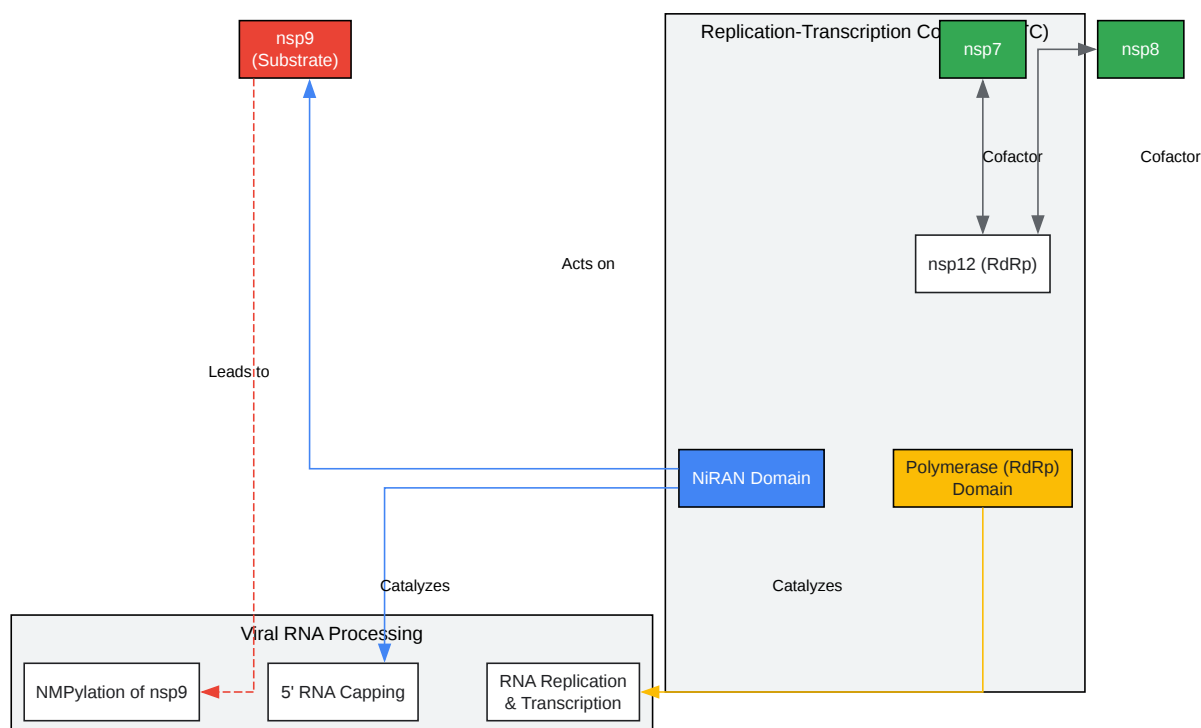 nsp9
(Substrate)
Replication-Transcription Co
C)
nsp7
nsp8
Cofactor
Cofactor
nsp12 (RdRp)
Acts on
Leads to
NiRAN Domain
Polymerase (RdRp)
Domain
Catalyzes
Catalyzes
Viral RNA Processing
NMPylation of nsp9
5' RNA Capping
RNA Replication
& Transcription